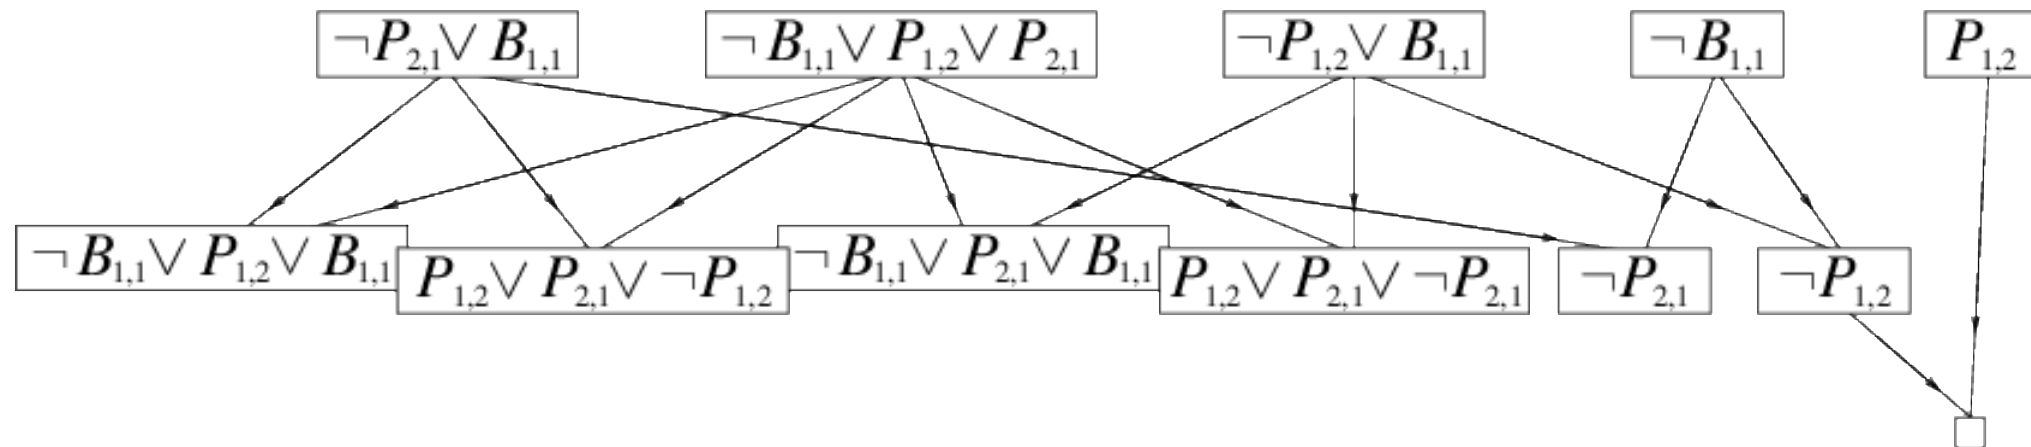 ¬P₂,₁ ∨ B₁,₁ ¬B₁,₁ ∨ P₁,₂ ∨ P₂,₁ ¬P₁,₂ ∨ B₁,₁ ¬B₁,₁ P₁,₂
¬B₁,₁ ∨ P₁,₂ ∨ B₁,₁ P₁,₂ ∨ P₂,₁ ∨ ¬P₁,₂ ¬B₁,₁ ∨ P₂,₁ ∨ B₁,₁ P₁,₂ ∨ P₂,₁ ∨ ¬P₂,₁ ¬P₂,₁ ¬P₁,₂